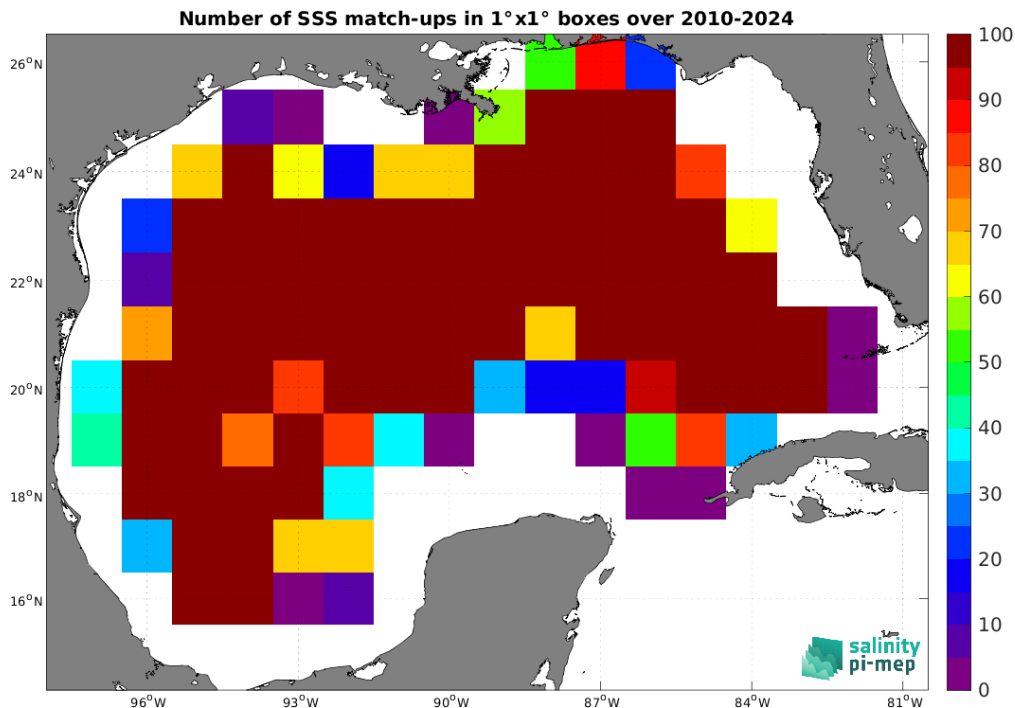 Number of SSS match-ups in 1°x1° boxes over 2010-2024
26°N
24°N
22°N
20°N
18°N
16°N
96°W
93°W
90°W
87°W
84°W
81°W
100
90
80
70
60
50
40
30
20
10
0
salinity
pi-mep